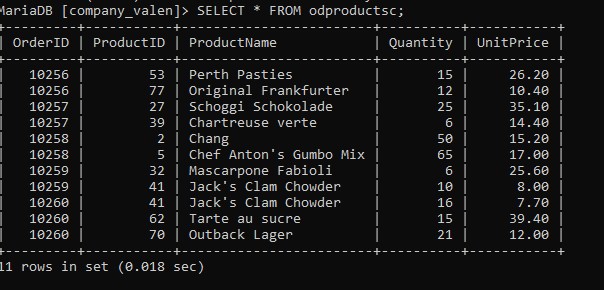 MariaDB [company_valen]> SELECT * FROM odproductsc;
+---------+-----------+------------------------+----------+-----------+
| OrderID | ProductID | ProductName            | Quantity | UnitPrice |
+---------+-----------+------------------------+----------+-----------+
| 10256 | 53 | Perth Pasties | 15 | 26.20 |
| 10256 | 77 | Original Frankfurter | 12 | 10.40 |
| 10257 | 27 | Schoggi Schokolade | 25 | 35.10 |
| 10257 | 39 | Chartreuse verte | 6 | 14.40 |
| 10258 | 2 | Chang | 50 | 15.20 |
| 10258 | 5 | Chef Anton's Gumbo Mix | 65 | 17.00 |
| 10259 | 32 | Mascarpone Fabioli | 6 | 25.60 |
| 10259 | 41 | Jack's Clam Chowder | 10 | 8.00 |
| 10260 | 41 | Jack's Clam Chowder | 16 | 7.70 |
| 10260 | 62 | Tarte au sucre | 15 | 39.40 |
| 10260 | 70 | Outback Lager | 21 | 12.00 |
+---------+-----------+------------------------+----------+-----------+
11 rows in set (0.018 sec)